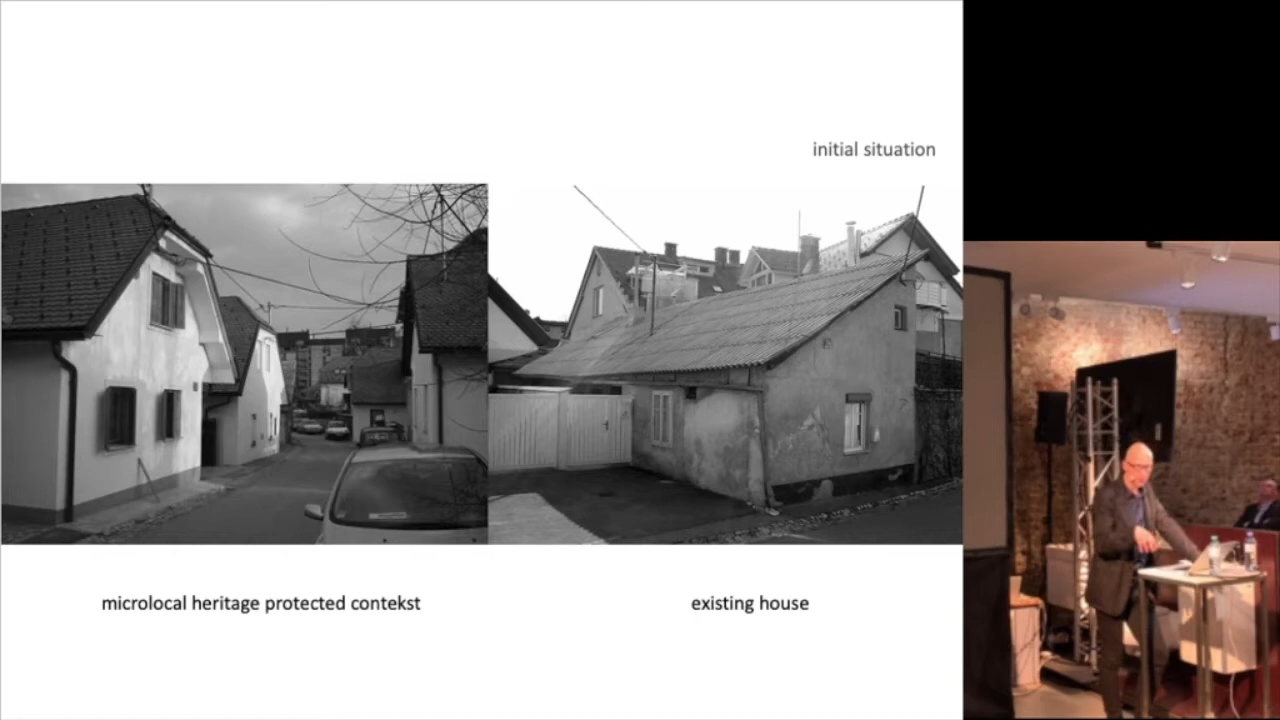 initial situation
microlocal heritage protected contekst
existing house